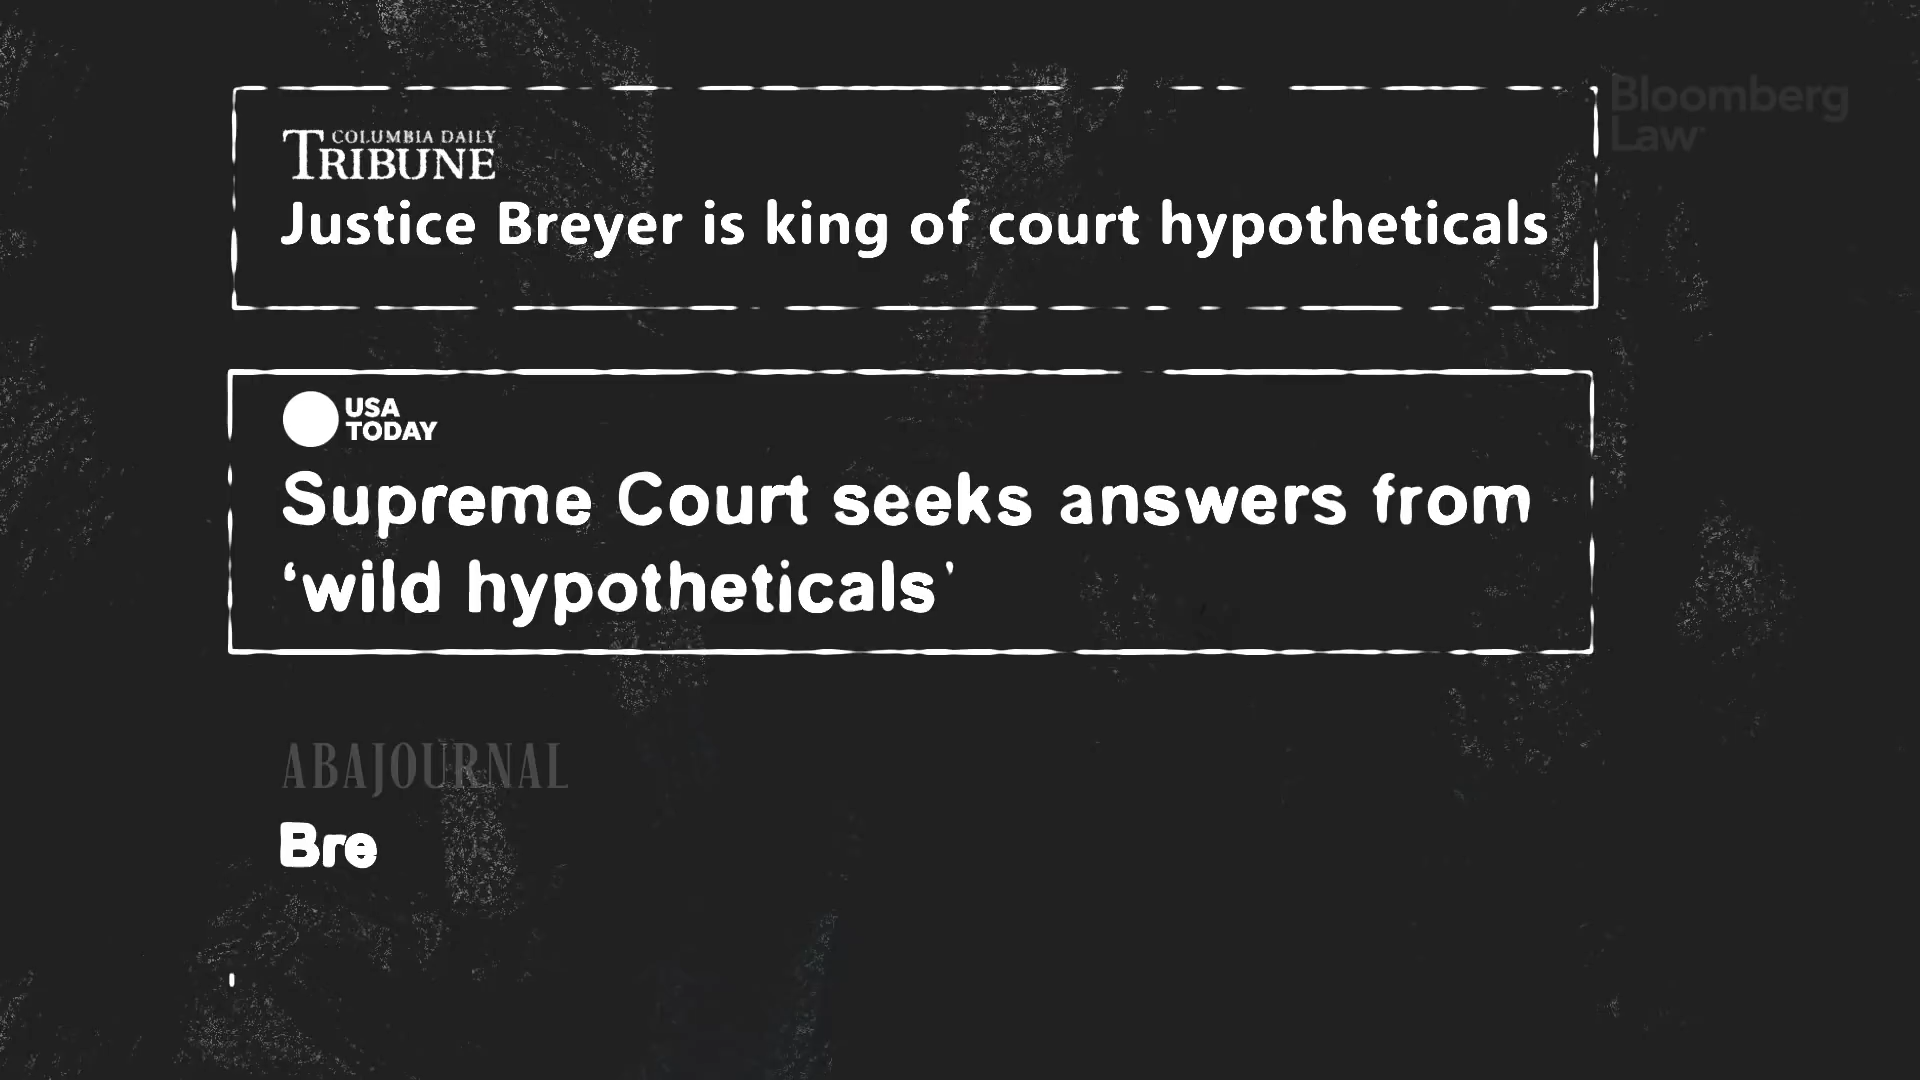 Bloomberg
Law
COLUMBIA DAILY
TRIBUNE
Justice Breyer is king of court hypotheticals
USA
TODAY
Supreme Court seeks answers from
‘wild hypotheticals’
ABAJOURNAL
Bre